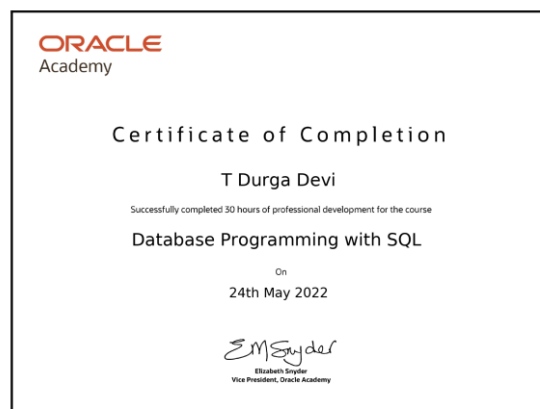 ORACLE
Academy
Certificate of Completion
T Durga Devi
Successfully completed 30 hours of professional development for the course
Database Programming with SQL
On
24th May 2022
EMSnyder
Elizabeth Snyder
Vice President, Oracle Academy